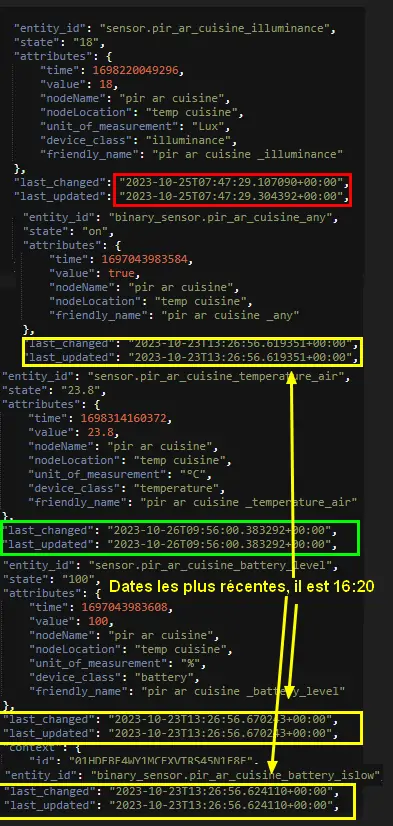 "entity_id": "sensor.pir_ar_cuisine_illuminance",
"state": "18",
"attributes": {
"time": 1698220049296,
"value": 18,
"nodeName": "pir ar cuisine",
"nodeLocation": "temp cuisine",
"unit_of_measurement": "Lux",
"device_class": "illuminance",
"friendly_name": "pir ar cuisine _illuminance"
},
"last_changed": "2023-10-25T07:47:29.107090+00:00",
"last_updated": "2023-10-25T07:47:29.304392+00:00",
"entity_id": "binary_sensor.pir_ar_cuisine_any",
"state": "on",
"attributes": {
"time": 1697043983584,
"value": true,
"nodeName": "pir ar cuisine",
"nodeLocation": "temp cuisine",
"friendly_name": "pir ar cuisine _any"
},
"last_changed": "2023-10-23T13:26:56.619351+00:00",
"last_updated": "2023-10-23T13:26:56.619351+00:00",
"entity_id": "sensor.pir_ar_cuisine_temperature_air",
"state": "23.8",
"attributes": {
"time": 1698314160372,
"value": 23.8,
"nodeName": "pir ar cuisine",
"nodeLocation": "temp cuisine",
"unit_of_measurement": "°C",
"device_class": "temperature",
"friendly_name": "pir ar cuisine _temperature_air"
},
"last_changed": "2023-10-26T09:56:00.383292+00:00",
"last_updated": "2023-10-26T09:56:00.383292+00:00",
"entity_id": "sensor.pir_ar_cuisine_battery_level",
"state": "100",
Dates les plus récentes, il est 16:20
"attributes": {
"time": 1697043983608,
"value": 100,
"nodeName": "pir ar cuisine",
"nodeLocation": "temp cuisine",
"unit_of_measurement": "%",
"device_class": "battery",
"friendly_name": "pir ar cuisine _battery_level"
},
"last_changed": "2023-10-23T13:26:56.670243+00:00",
"last_updated": "2023-10-23T13:26:56.670243+00:00",
"context": {
"id":
"entity_id": "binary_sensor.pir_ar_cuisine_battery_islow"
"last_changed": "2023-10-23T13:26:56.624110+00:00",
"last_updated": "2023-10-23T13:26:56.624110+00:00",